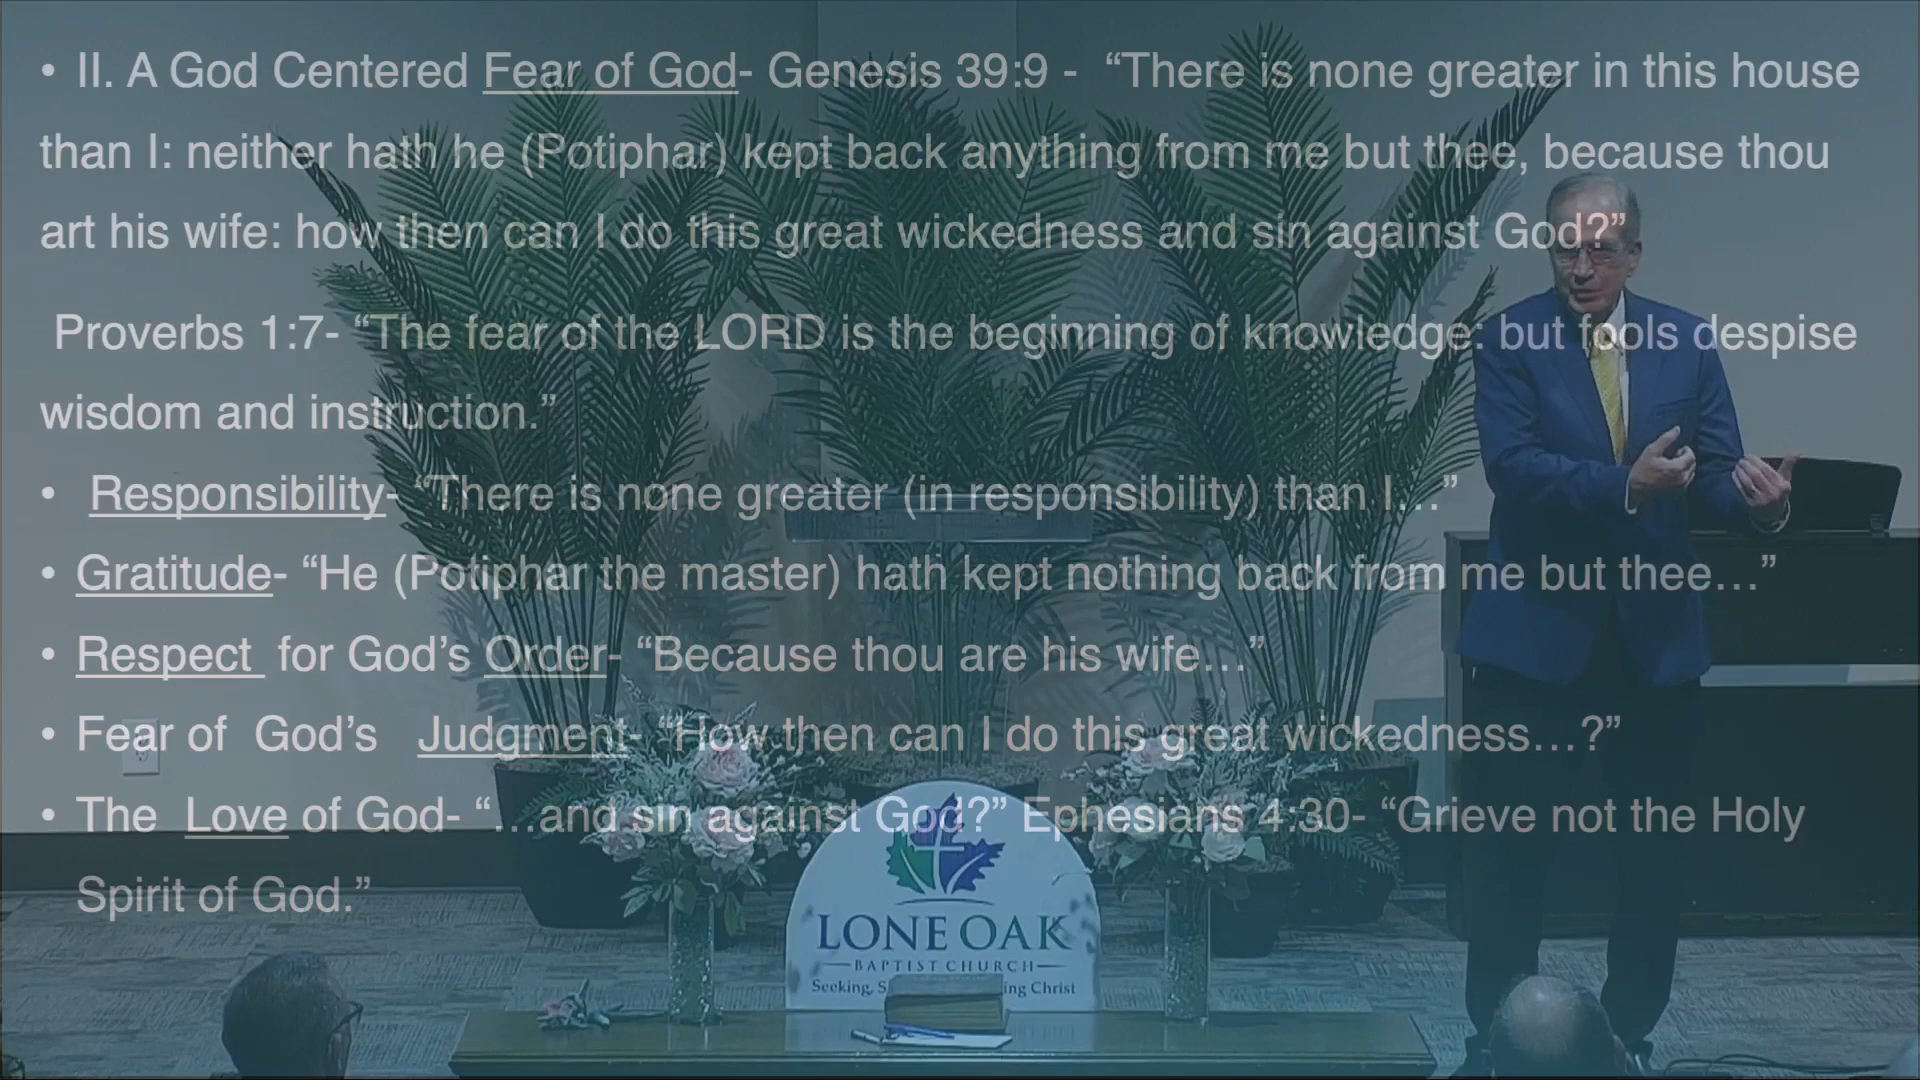 • II. A God Centered Fear of God- Genesis 39:9 - “There is none greater in this house
than I: neither hath he (Potiphar) kept back anything from me but thee, because thou
art his wife: how then can I do this great wickedness and sin against God?”
Proverbs 1:7- “The fear of the LORD is the beginning of knowledge: but fools despise
wisdom and instruction.”
• Responsibility- “There is none greater (in responsibility) than I…”
• Gratitude- “He (Potiphar the master) hath kept nothing back from me but thee…”
• Respect for God’s Order- “Because thou are his wife…”
• Fear of God’s Judgment- “How then can I do this great wickedness…?”
• The Love of God- “…and sin against God?” Ephesians 4:30- “Grieve not the Holy
Spirit of God.”
LONE OAK
BAPTIST CHURCH
Seeking, Christ